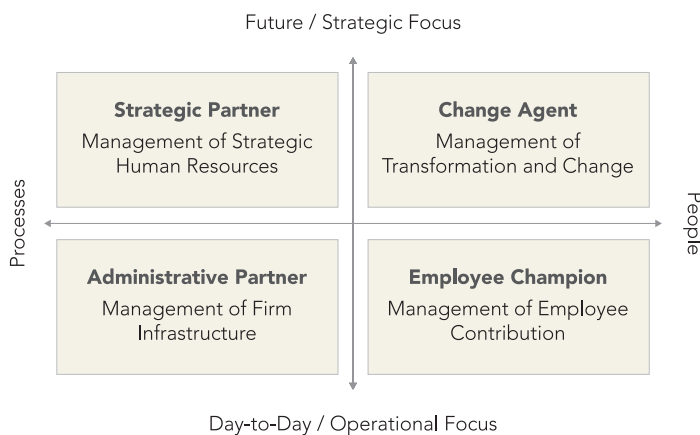 Future / Strategic Focus
Strategic Partner
Management of Strategic
Human Resources
Change Agent
Management of
Transformation and Change
Processes
People
Administrative Partner
Management of Firm
Infrastructure
Employee Champion
Management of Employee
Contribution
Day-to-Day / Operational Focus